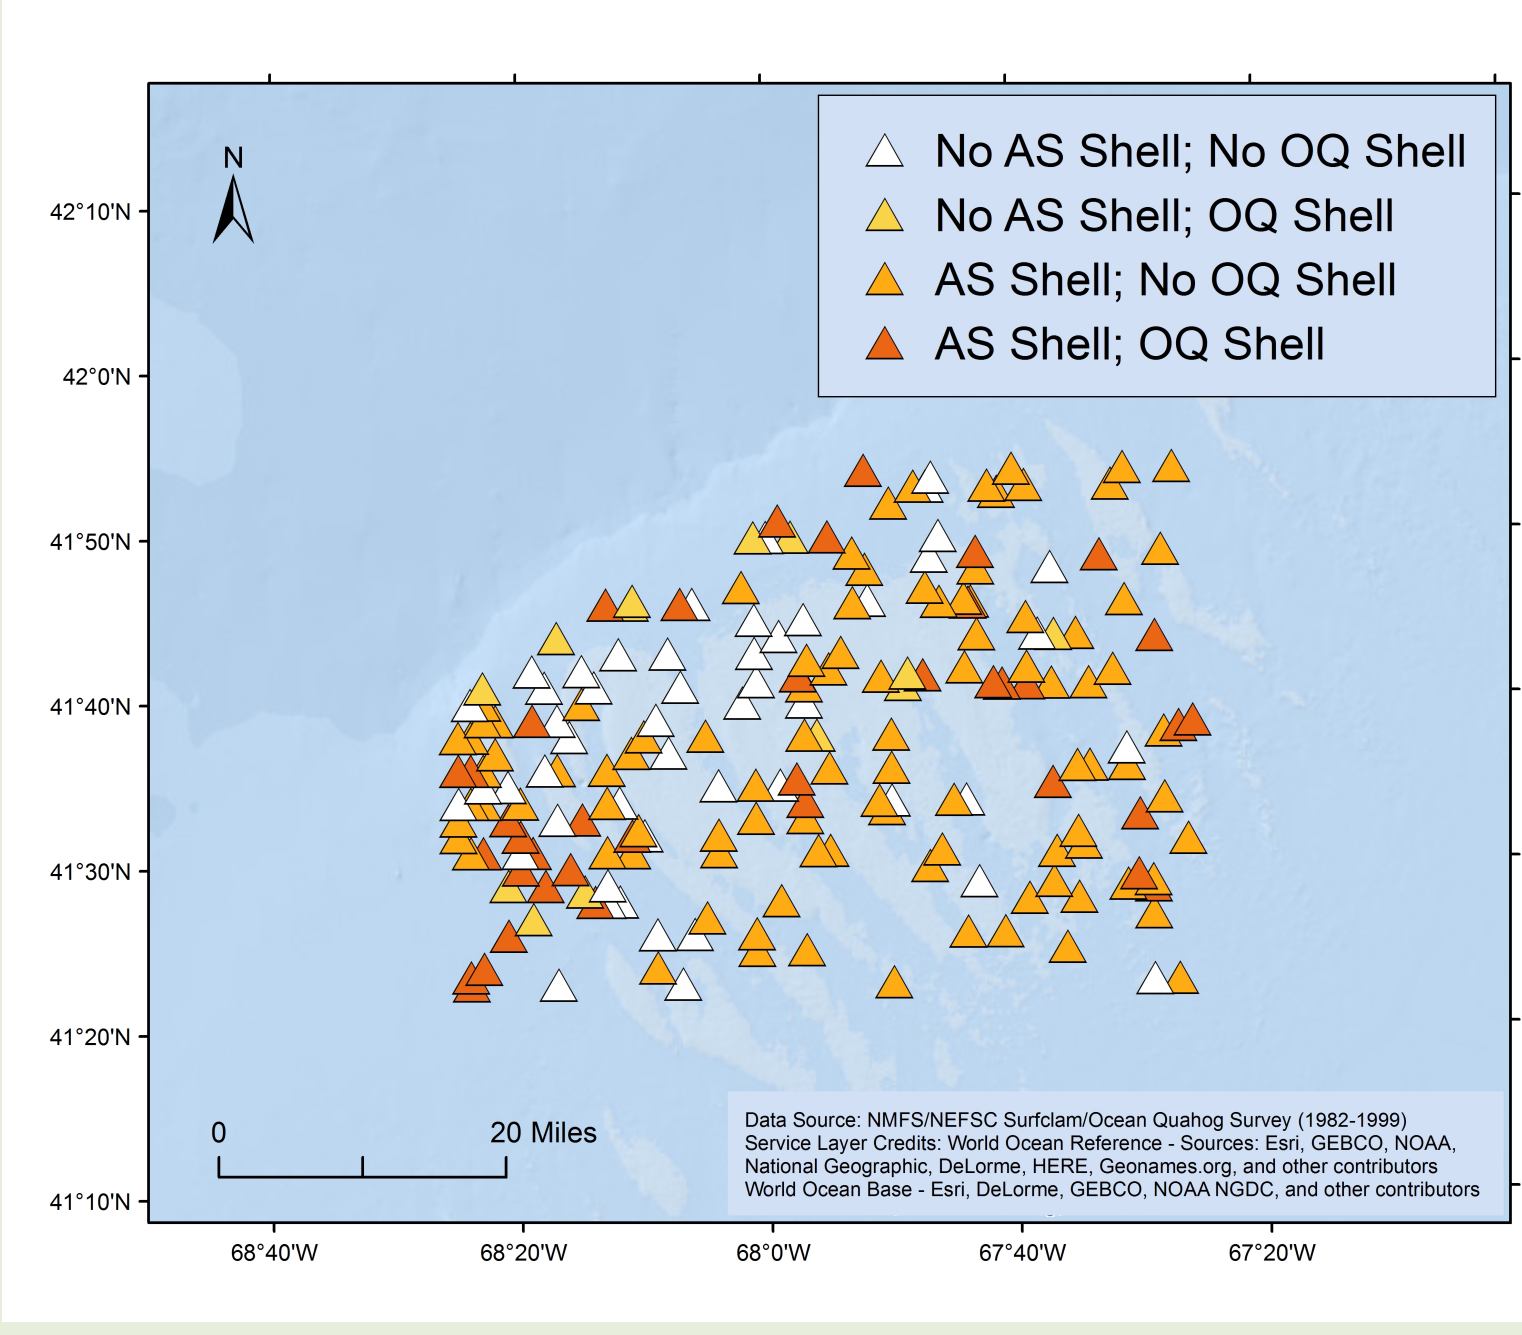 No AS Shell; No OQ Shell
No AS Shell; OQ Shell
AS Shell; No OQ Shell
AS Shell; OQ Shell
N
42°10'N
42°0'N
41°50'N
41°40'N
41°30'N
41°20'N
41°10'N
0 20 Miles
Data Source: NMFS/NEFSC Surfclam/Ocean Quahog Survey (1982-1999)
Service Layer Credits: World Ocean Reference - Sources: Esri, GEBCO, NOAA,
National Geographic, DeLorme, HERE, Geonames.org, and other contributors
World Ocean Base - Esri, DeLorme, GEBCO, NOAA NGDC, and other contributors
68°40'W 68°20'W 68°0'W 67°40'W 67°20'W